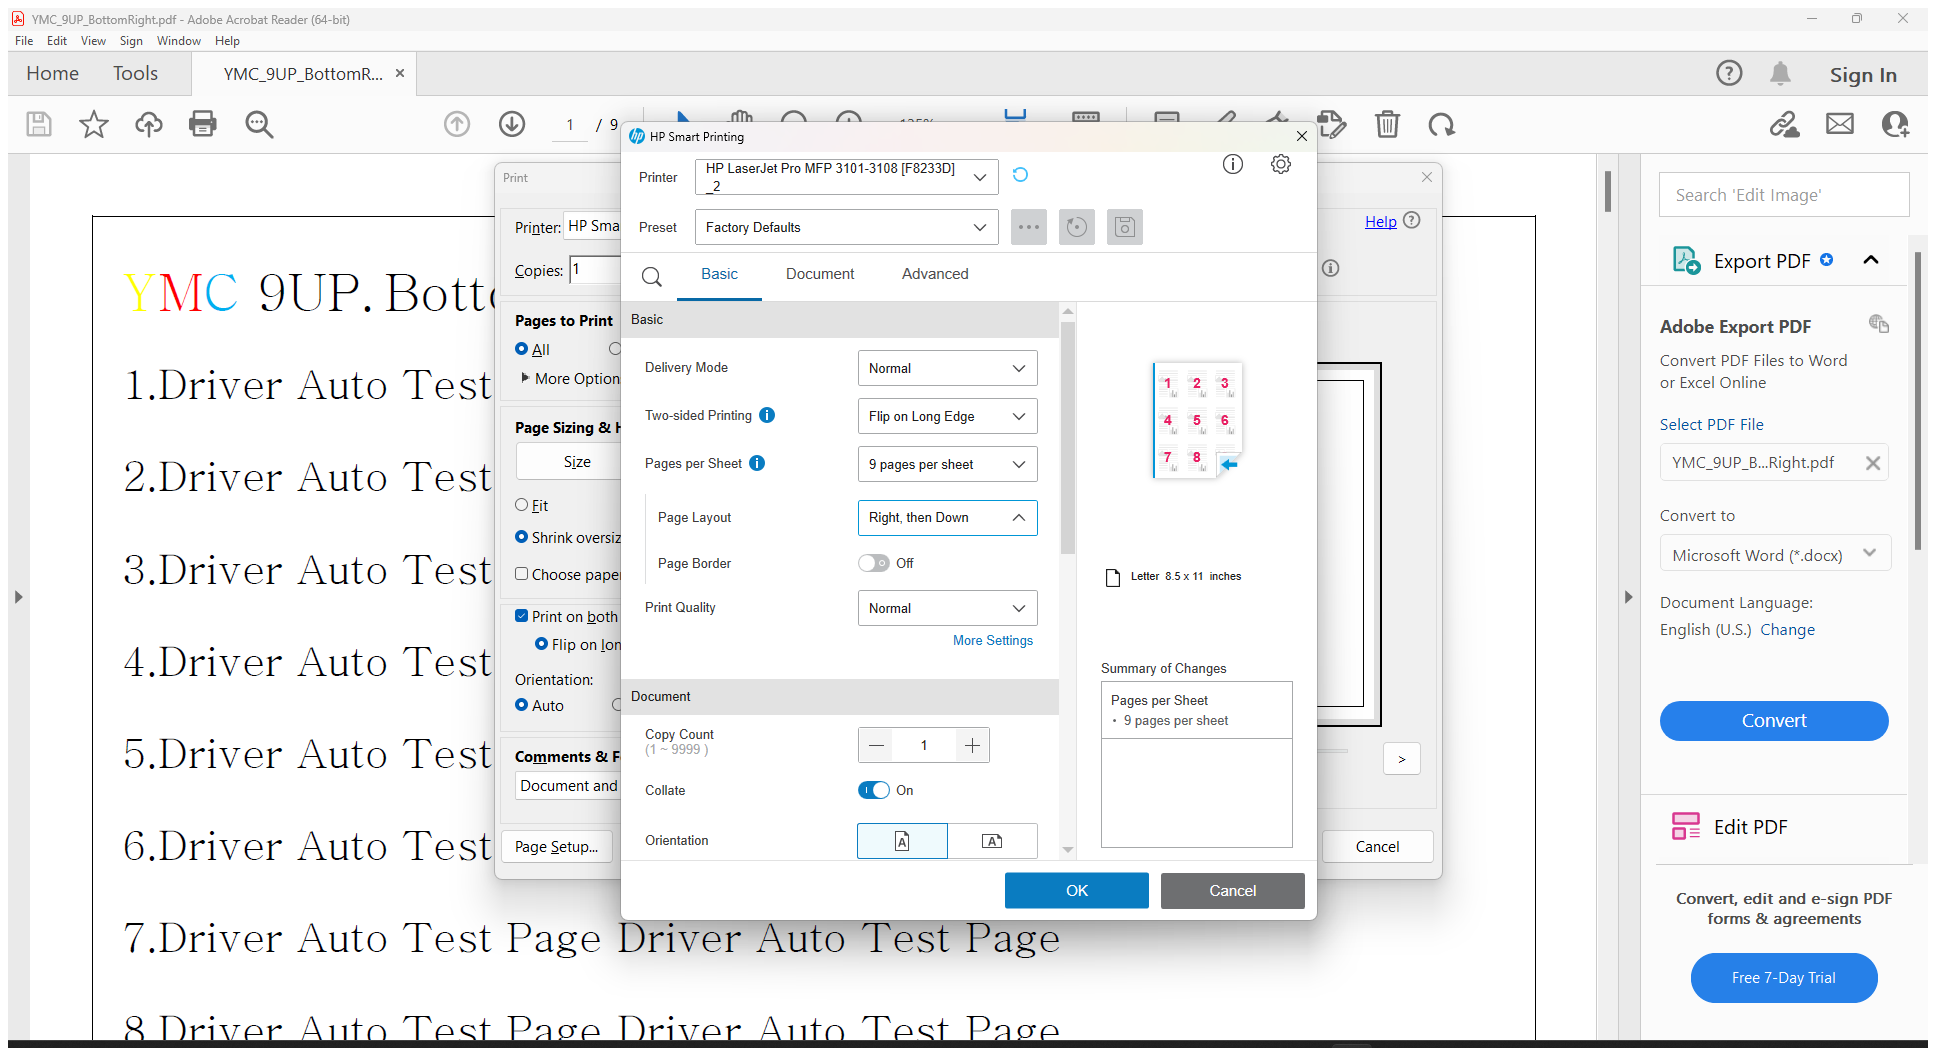 YMC_9UP_BottomRight.pdf - Adobe Acrobat Reader (64-bit)
File Edit View Sign Window Help
Home Tools YMC_9UP_BottomR... × Sign In
1 / 9
HP Smart Printing
Print
Printer HP LaserJet Pro MFP 3101-3108 [F8233D]
_2
Preset Factory Defaults
Basic Document Advanced
Basic
Delivery Mode Normal
Two-sided Printing Flip on Long Edge
Pages per Sheet 9 pages per sheet
Page Layout Right, then Down
Page Border Off
Print Quality Normal
More Settings
Document
Copy Count 1
(1 ~ 9999 )
Collate On
Orientation
1 2 3
4 5 6
7 8
Letter 8.5 x 11 inches
Summary of Changes
Pages per Sheet
• 9 pages per sheet
OK Cancel
Printer: HP Sma
Copies: 1
Help
Pages to Print
All
More Option
Page Sizing & H
Size
Fit
Shrink oversiz
Choose pape
Print on both
Flip on lon
Orientation:
Auto
Comments & F
Document and
Page Setup...
>
Cancel
YMC 9UP. Botto
1.Driver Auto Test
2.Driver Auto Test
3.Driver Auto Test
4.Driver Auto Test
5.Driver Auto Test
6.Driver Auto Test
7.Driver Auto Test Page Driver Auto Test Page
8.Driver Auto Test Page Driver Auto Test Page
Search 'Edit Image'
Export PDF
Adobe Export PDF
Convert PDF Files to Word
or Excel Online
Select PDF File
YMC_9UP_B...Right.pdf
Convert to
Microsoft Word (*.docx)
Document Language:
English (U.S.) Change
Convert
Edit PDF
Convert, edit and e-sign PDF
forms & agreements
Free 7-Day Trial